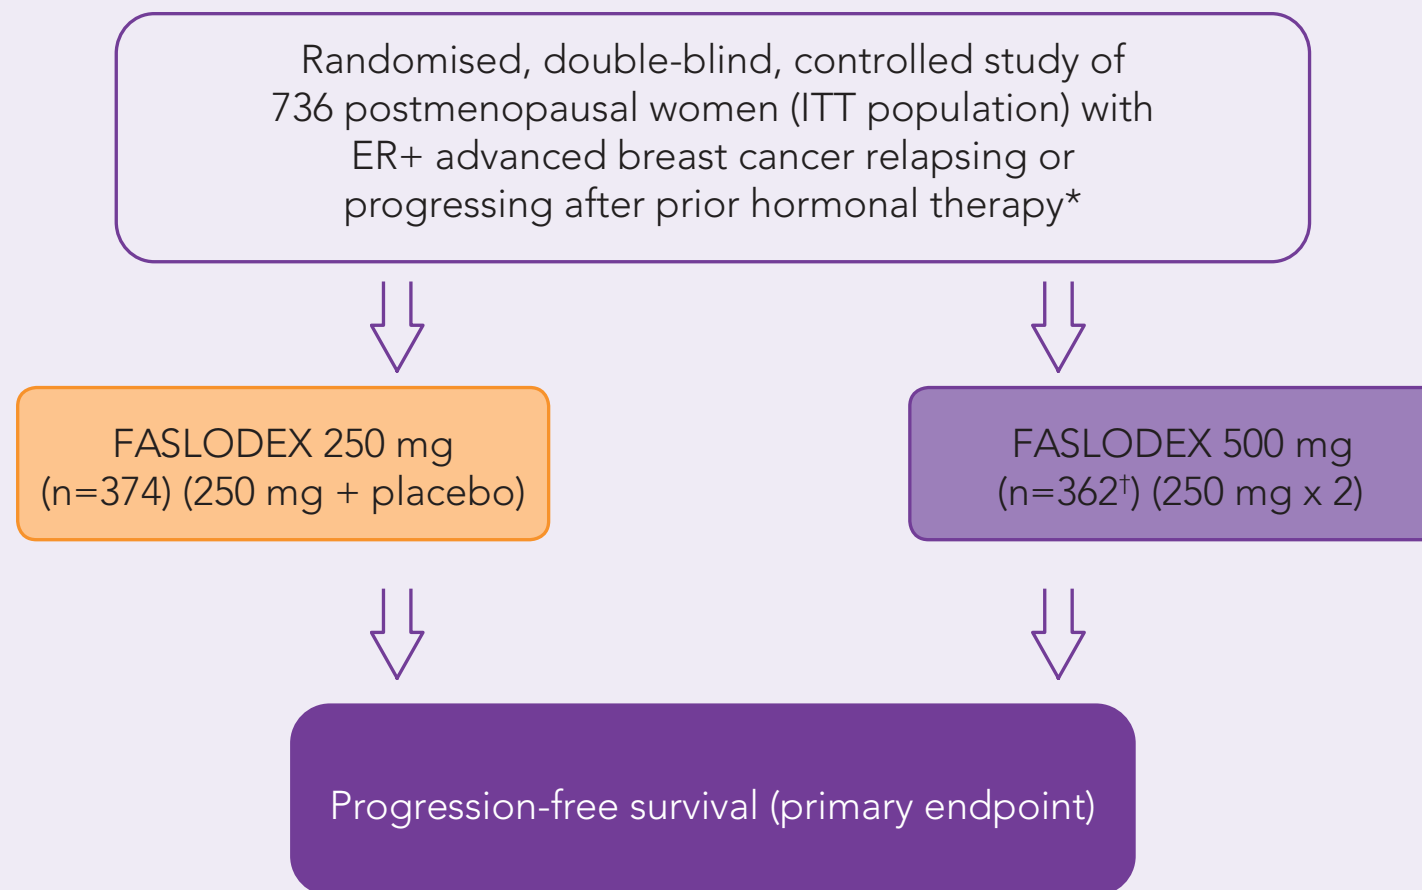 Randomised, double-blind, controlled study of
736 postmenopausal women (ITT population) with
ER+ advanced breast cancer relapsing or
progressing after prior hormonal therapy*
FASLODEX 250 mg
(n=374) (250 mg + placebo)
FASLODEX 500 mg
(n=362†) (250 mg x 2)
Progression-free survival (primary endpoint)